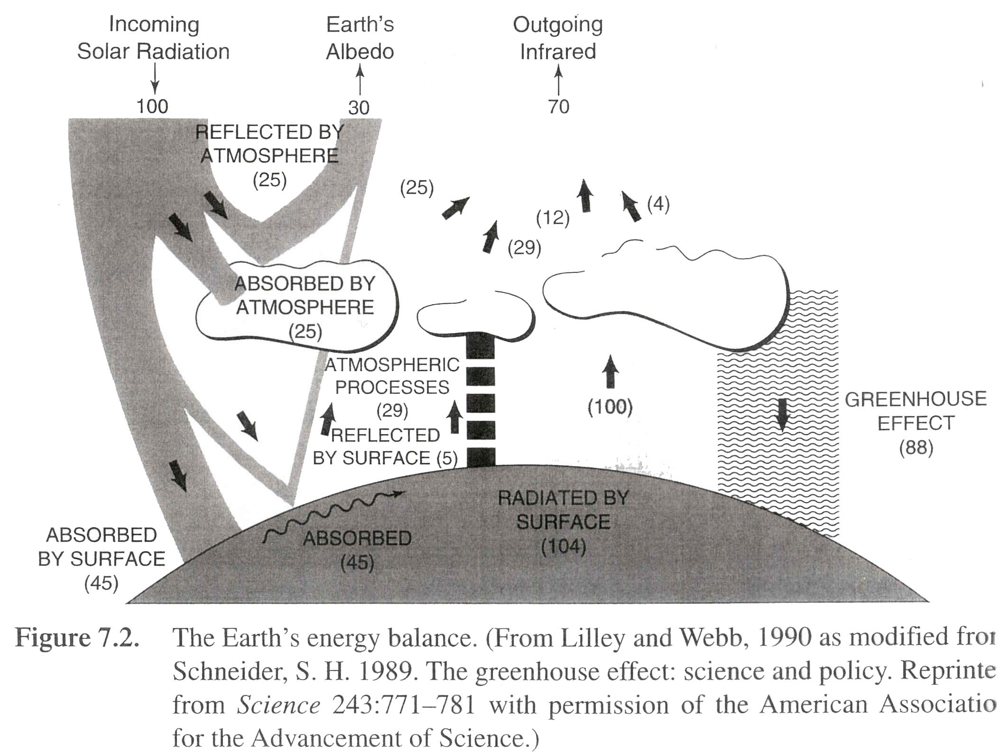 Incoming
Solar Radiation
100
Earth's
Albedo
30
Outgoing
Infrared
70
REFLECTED BY
ATMOSPHERE
(25)
(25)
(29)
(12)
(4)
ABSORBED BY
ATMOSPHERE
(25)
ATMOSPHERIC
PROCESSES
(29)
REFLECTED
BY SURFACE (5)
(100)
GREENHOUSE
EFFECT
(88)
ABSORBED
BY SURFACE
(45)
ABSORBED
(45)
RADIATED BY
SURFACE
(104)
Figure 7.2. The Earth's energy balance. (From Lilley and Webb, 1990 as modified
Schneider, S. H. 1989. The greenhouse effect: science and policy. Reprinte
from Science 243:771–781 with permission of the American Associatio
for the Advancement of Science.)